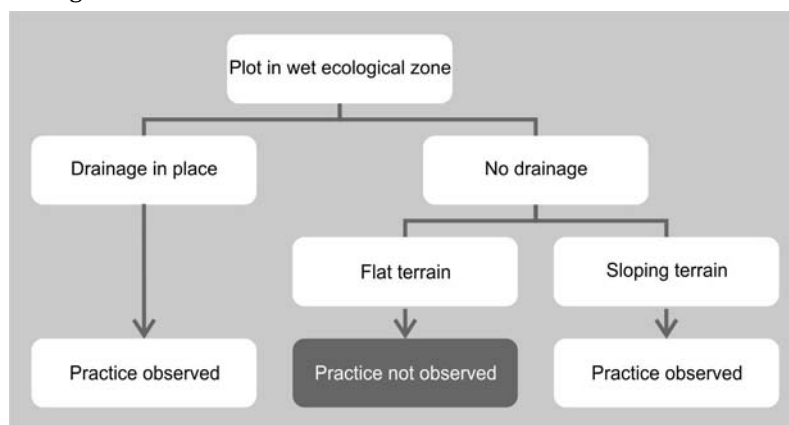 Plot in wet ecological zone
Drainage in place
No drainage
Flat terrain
Sloping terrain
Practice observed
Practice not observed
Practice observed